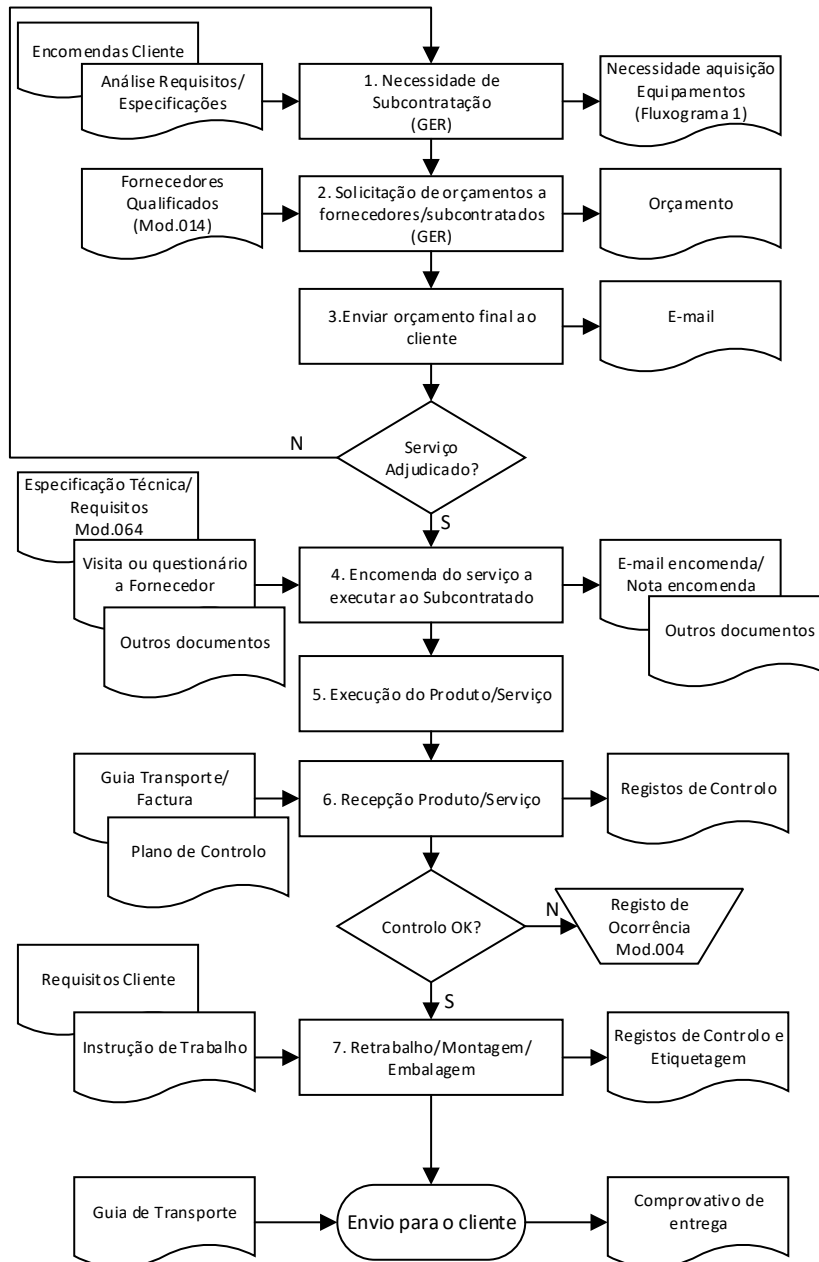 Encomendas Cliente
Análise Requisitos/
Especificações
1. Necessidade de
Subcontratação
(GER)
Necessidade aquisição
Equipamentos
(Fluxograma 1)
Fornecedores
Qualificados
(Mod.014)
2. Solicitação de orçamentos a
fornecedores/subcontratados
(GER)
Orçamento
3.Enviar orçamento final ao
cliente
E-mail
N
Serviço
Adjudicado?
S
Especificação Técnica/
Requisitos
Mod.064
Visita ou questionário
a Fornecedor
Outros documentos
4. Encomenda do serviço a
executar ao Subcontratado
E-mail encomenda/
Nota encomenda
Outros documentos
5. Execução do Produto/Serviço
Guia Transporte/
Factura
Plano de Controlo
6. Recepção Produto/Serviço
Registos de Controlo
Controlo OK?
N
Registo de
Ocorrência
Mod.004
S
Requisitos Cliente
Instrução de Trabalho
7. Retrabalho/Montagem/
Embalagem
Registos de Controlo e
Etiquetagem
Guia de Transporte
Envio para o cliente
Comprovativo de
entrega